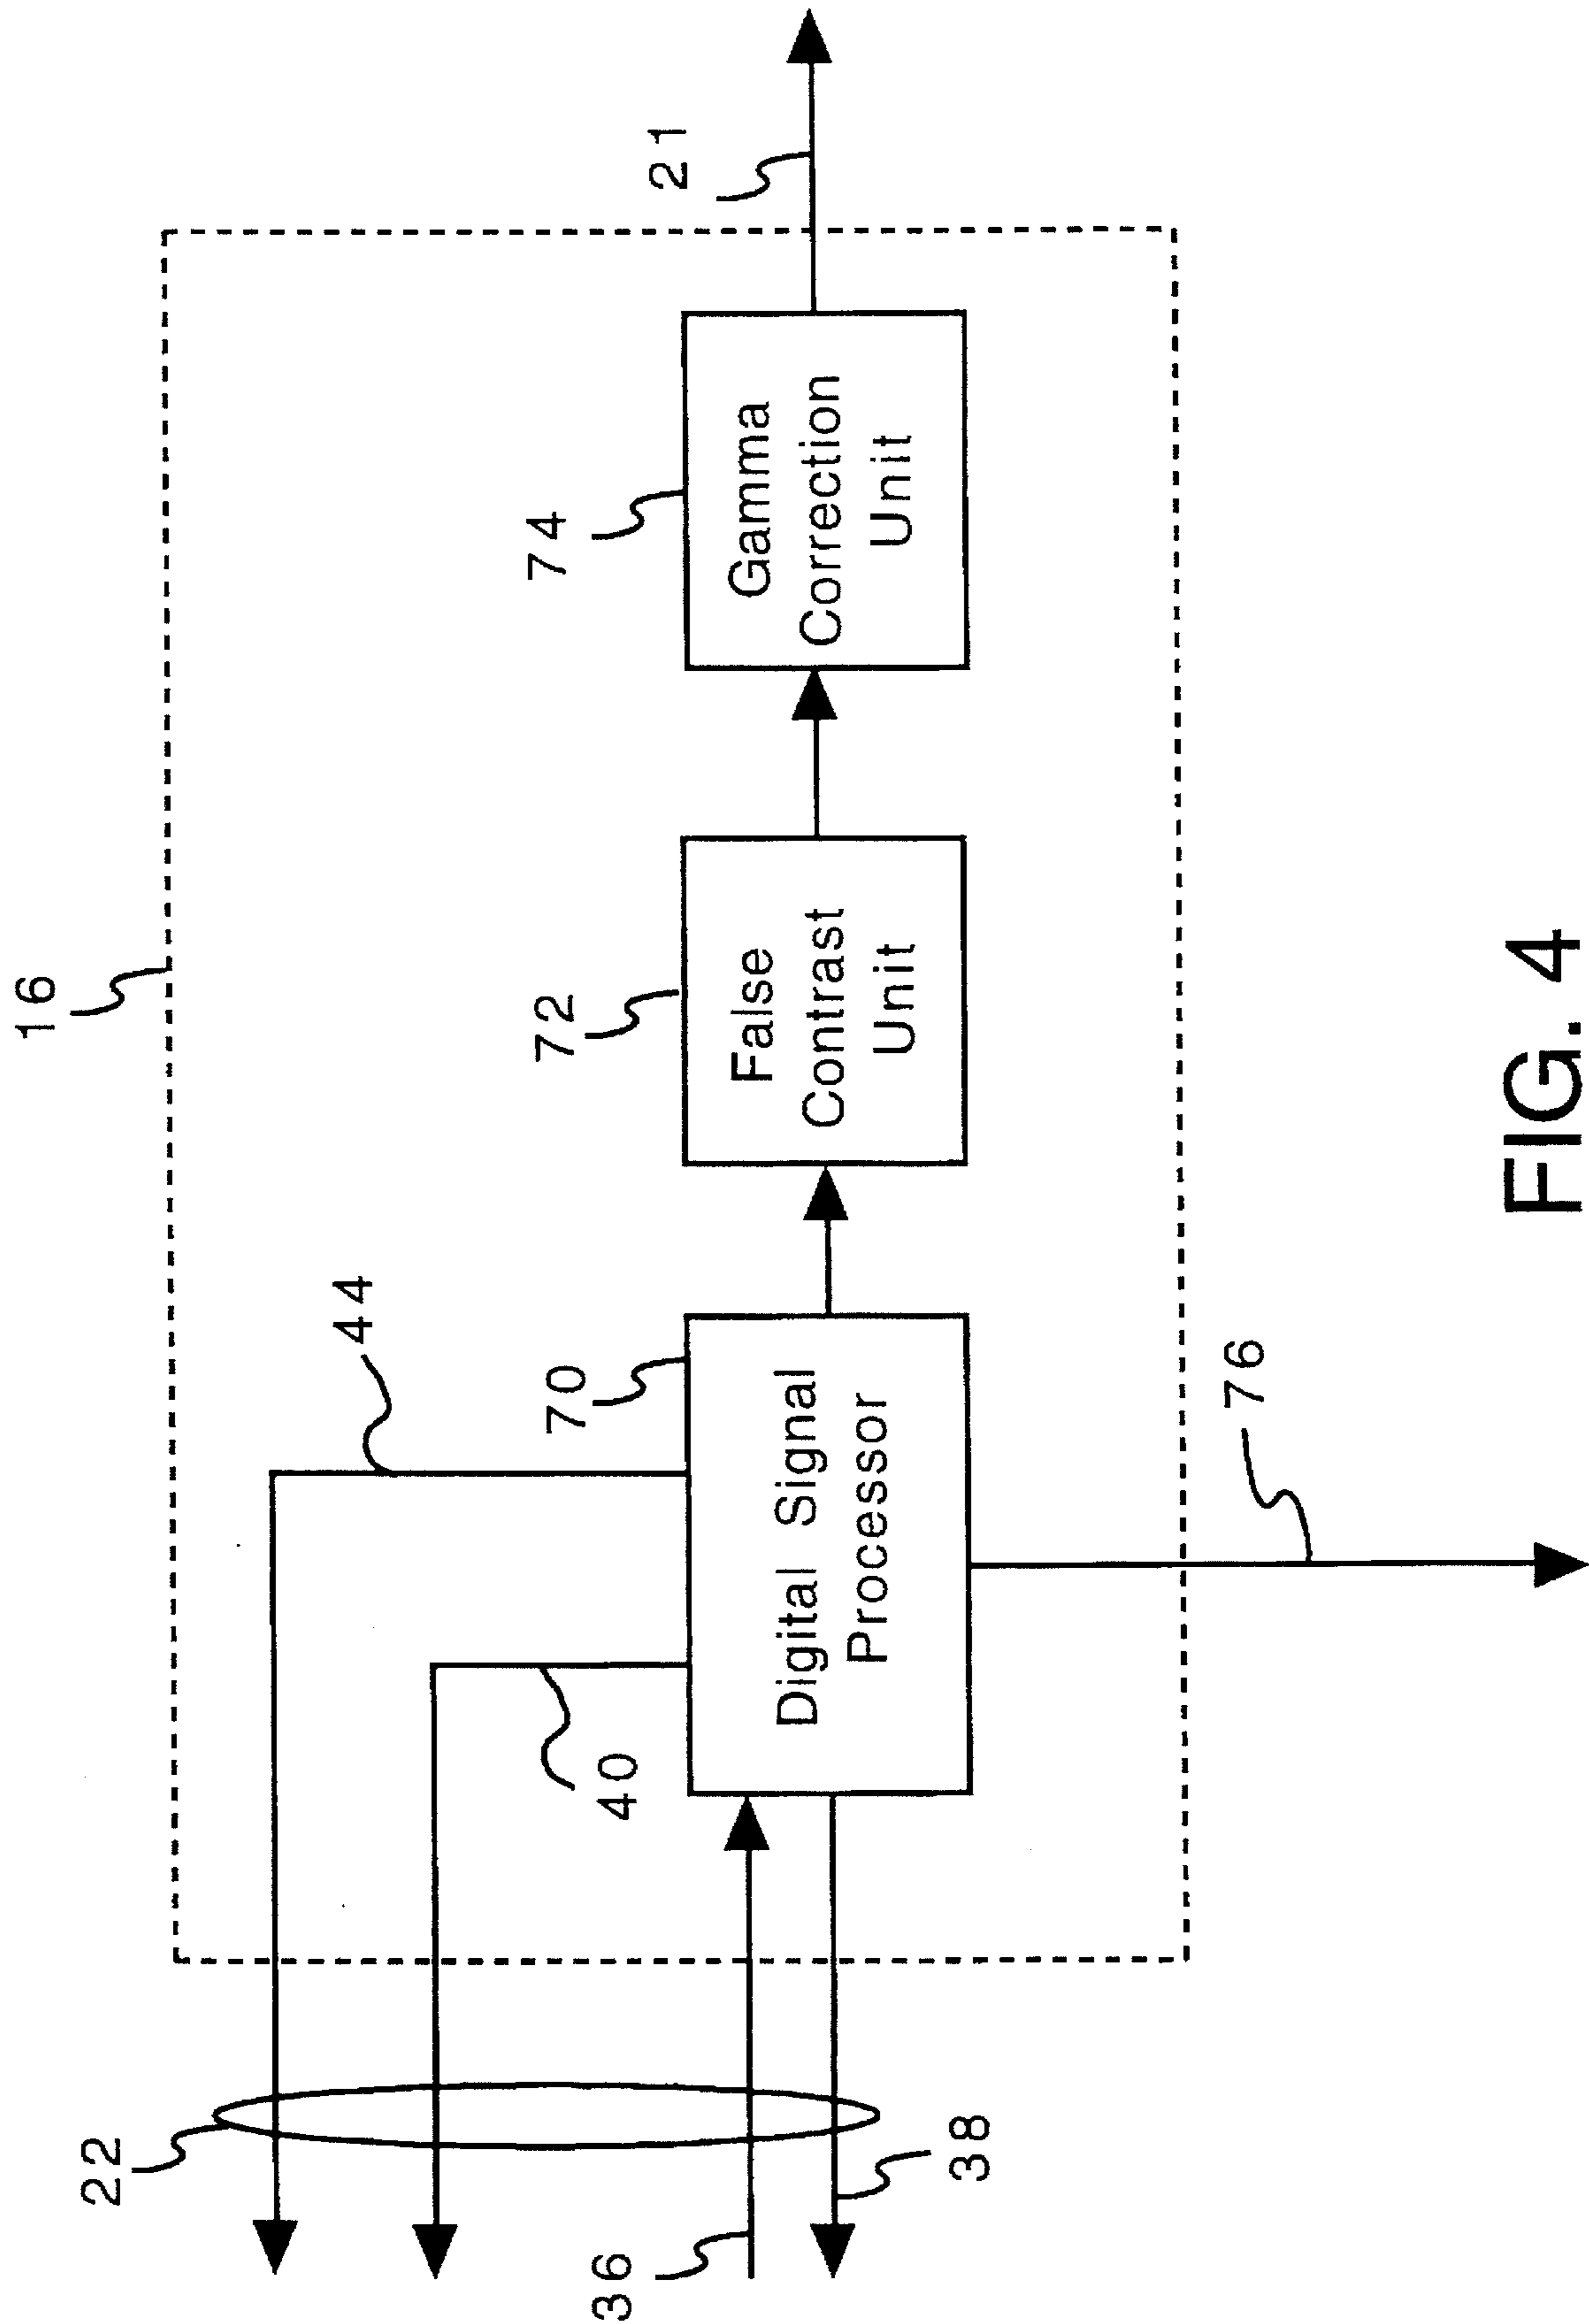 16
22
44
40
36
38
70
Digital Signal
Processor
72
False
Contrast
Unit
74
Gamma
Correction
Unit
21
76
FIG. 4